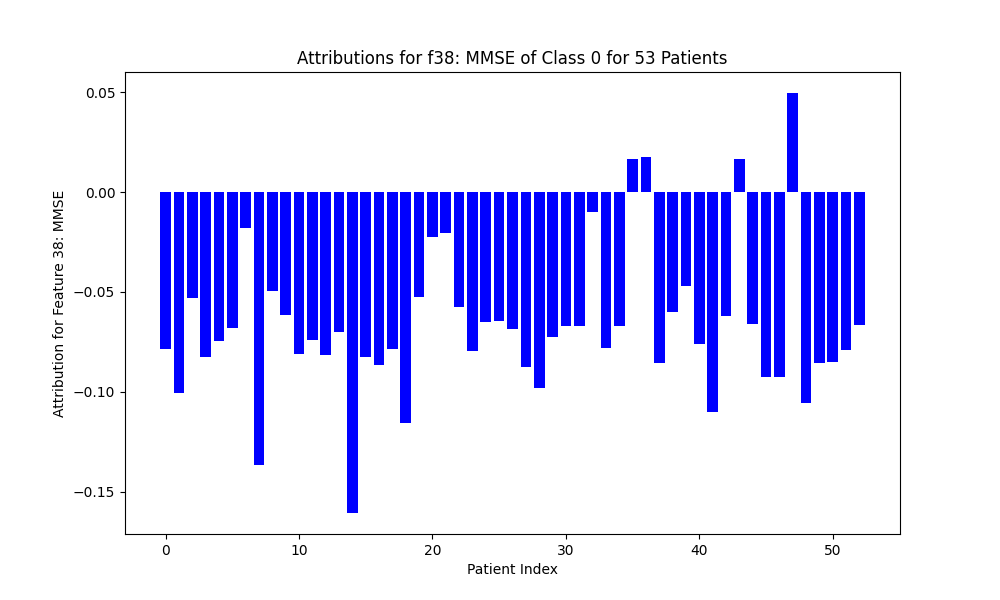 Attributions for f38: MMSE of Class 0 for 53 Patients
Attribution for Feature 38: MMSE
0.05
0.00
−0.05
−0.10
−0.15
0 10 20 30 40 50
Patient Index